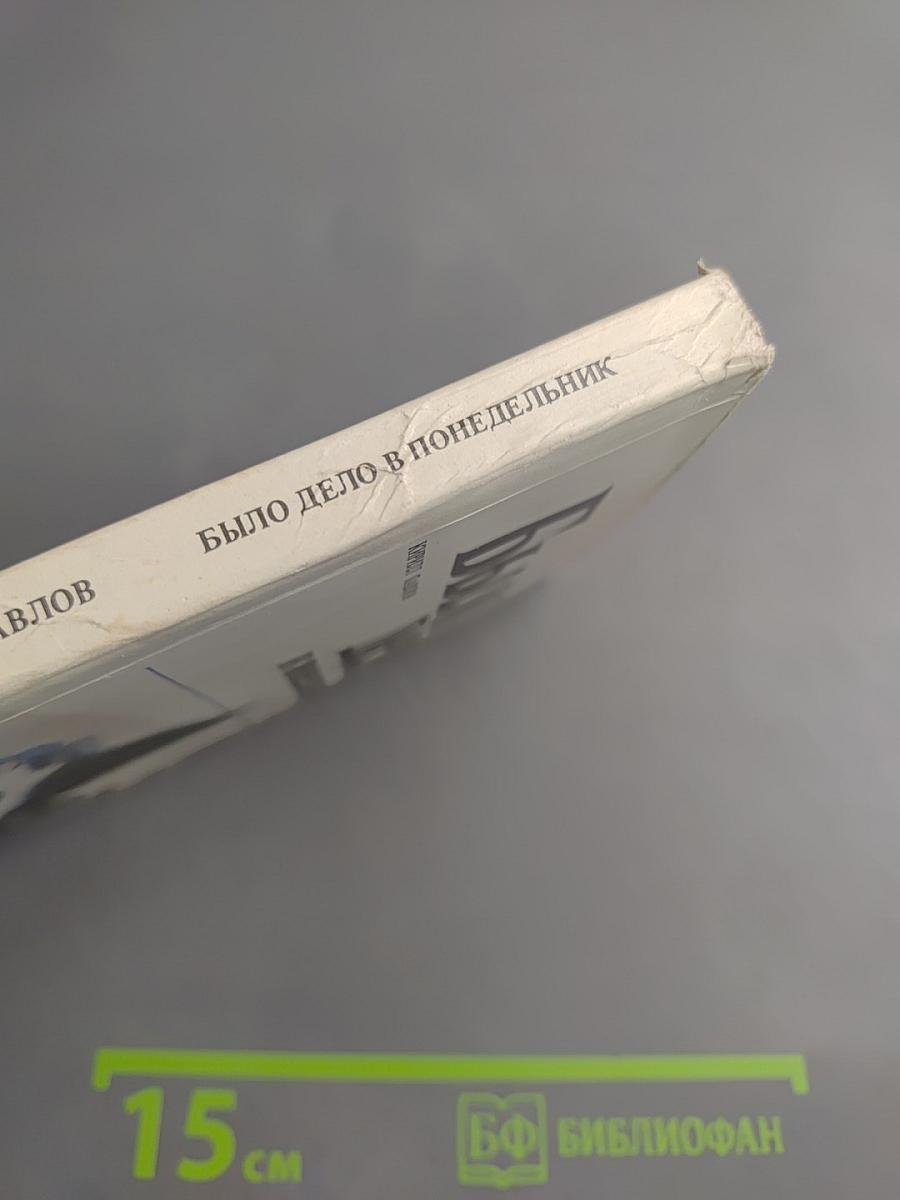 АВЛОВ БЫЛО ДЕЛО В ПОНЕДЕЛЬНИК
15 см
БФ БИБЛИОФАН